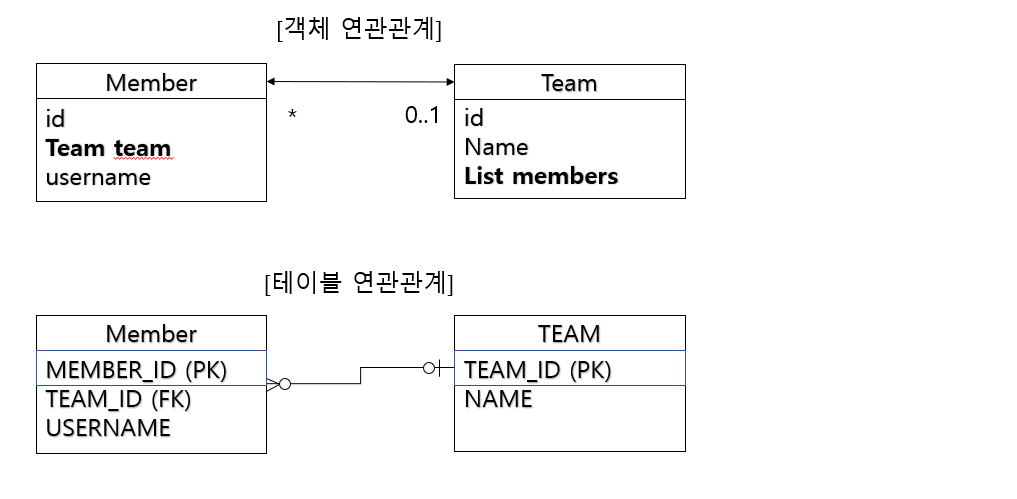 [객체 연관관계]
Member
id
Team team
username
*
0..1
Team
id
Name
List members
[테이블 연관관계]
Member
MEMBER_ID (PK)
TEAM_ID (FK)
USERNAME
TEAM
TEAM_ID (PK)
NAME